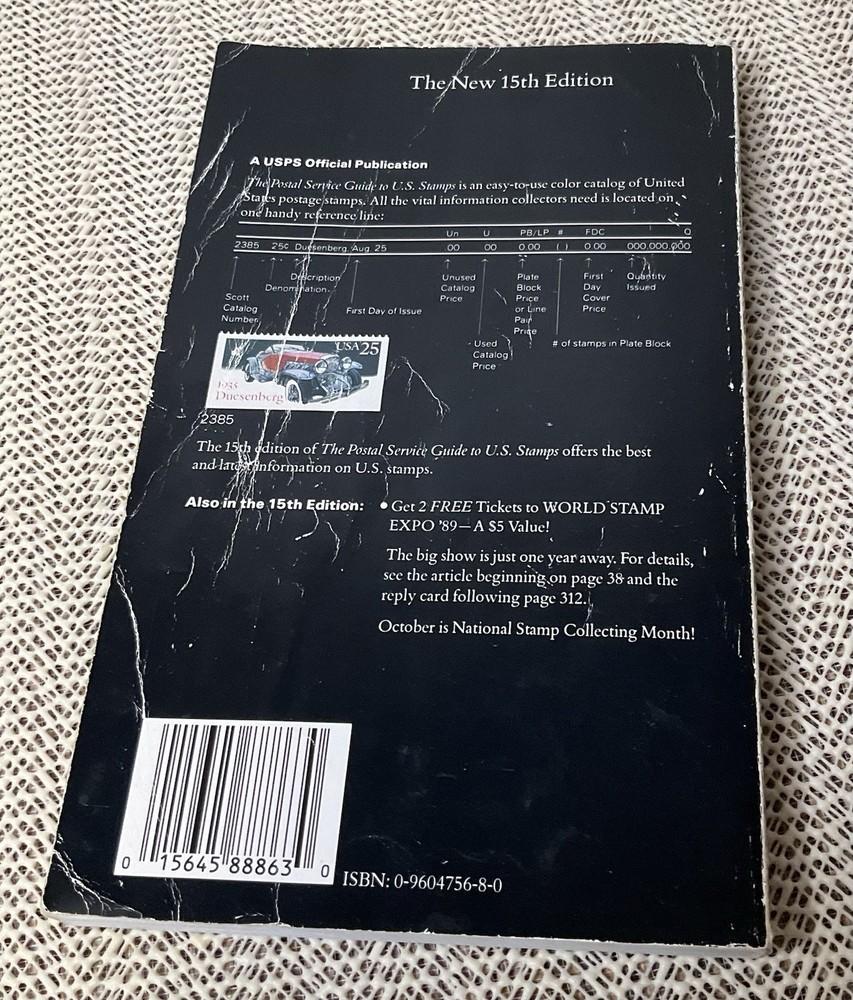 The New 15th Edition
A USPS Official Publication
The Postal Service Guide to U.S. Stamps is an easy-to-use color catalog of United
States postage stamps. All the vital information collectors need is located on
one handy reference line:
Un U PB/LP # FDC Q
2385 25¢ Duesenberg, Aug. 25 .00 .00 0.00 ( ) 0.00 000,000,000
Scott
Catalog
Number
Description
Denomination
First Day of Issue
Unused
Catalog
Price
Used
Catalog
Price
Plate
Block
Price
or Line
Pair
Price
# of stamps in Plate Block
First
Day
Cover
Price
Quantity
Issued
USA 25
1935
Duesenberg
2385
The 15th edition of The Postal Service Guide to U.S. Stamps offers the best
and latest information on U.S. stamps.
Also in the 15th Edition: • Get 2 FREE Tickets to WORLD STAMP
EXPO '89—A $5 Value!
The big show is just one year away. For details,
see the article beginning on page 38 and the
reply card following page 312.
October is National Stamp Collecting Month!
0 15645 88863 0
ISBN: 0-9604756-8-0